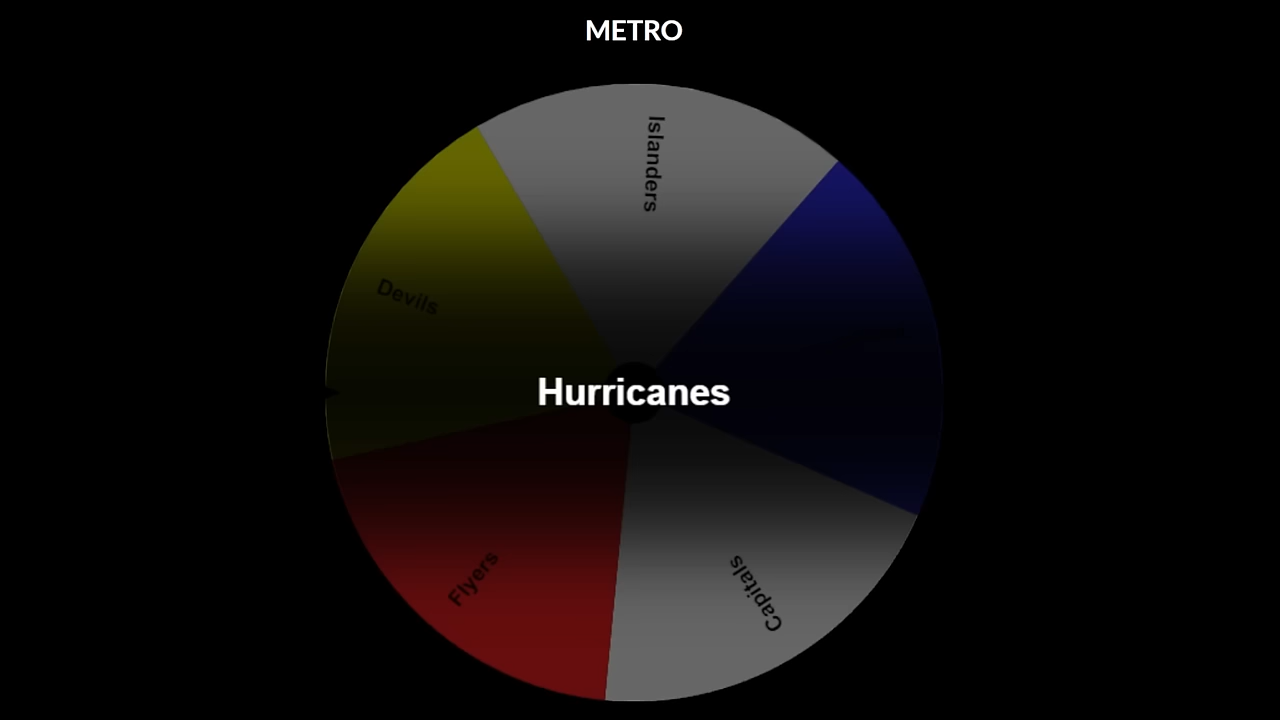 METRO
Islanders
Devils
Hurricanes
Flyers
Capitals